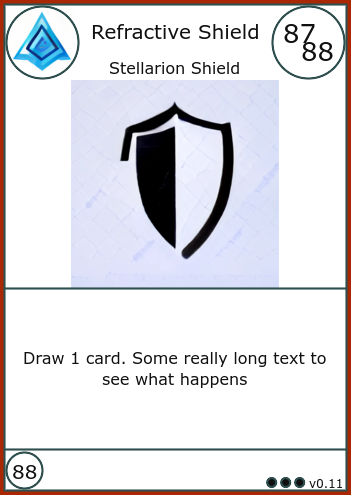 Refractive Shield
87
88
Stellarion Shield
Draw 1 card. Some really long text to
see what happens
88
v0.11